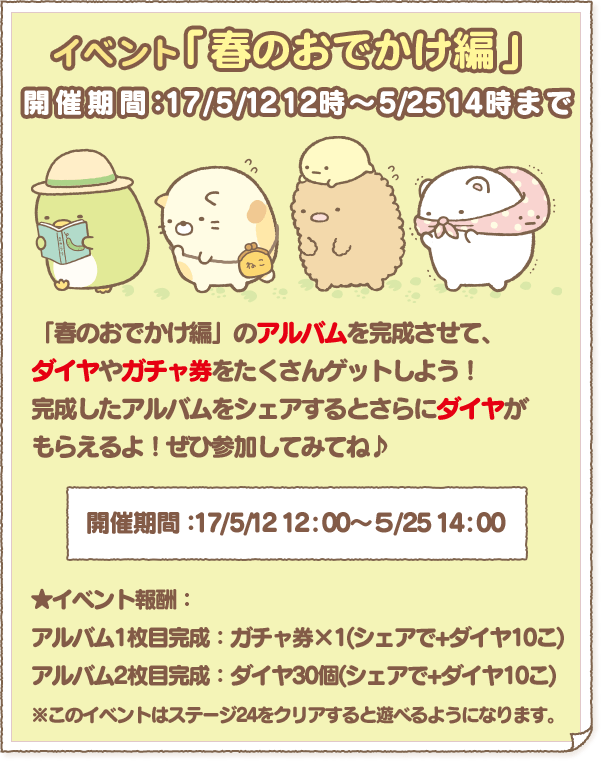 イベント「春のおでかけ編」
開催期間:17/5/12 12時～5/25 14時まで
ねこ
「春のおでかけ編」のアルバムを完成させて、
ダイヤやガチャ券をたくさんゲットしよう！
完成したアルバムをシェアするとさらにダイヤが
もらえるよ！ぜひ参加してみてね♪
開催期間：17/5/12 12：00～5/25 14：00
★イベント報酬：
アルバム1枚目完成：ガチャ券×1(シェアで+ダイヤ10こ)
アルバム2枚目完成：ダイヤ30個(シェアで+ダイヤ10こ)
※このイベントはステージ24をクリアすると遊べるようになります。